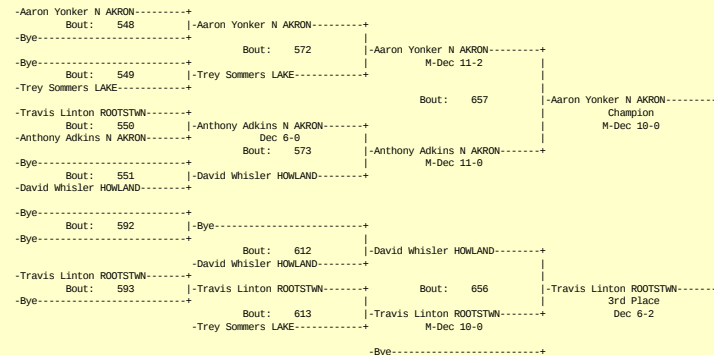 -Aaron Yonker N AKRON---------+
Bout: 548 |-Aaron Yonker N AKRON---------+
-Bye--------------------------+ |
Bout: 572 |-Aaron Yonker N AKRON---------+
-Bye--------------------------+ | M-Dec 11-2 |
Bout: 549 |-Trey Sommers LAKE------------+ |
-Trey Sommers LAKE------------+ |
Bout: 657 |-Aaron Yonker N AKRON---------
-Travis Linton ROOTSTWN-------+ | Champion
Bout: 550 |-Anthony Adkins N AKRON-------+ | M-Dec 10-0
-Anthony Adkins N AKRON-------+ Dec 6-0 | |
Bout: 573 |-Anthony Adkins N AKRON-------+
-Bye--------------------------+ | M-Dec 11-0
Bout: 551 |-David Whisler HOWLAND--------+
-David Whisler HOWLAND--------+
-Bye--------------------------+
Bout: 592 |-Bye--------------------------+
-Bye--------------------------+ |
Bout: 612 |-David Whisler HOWLAND--------+
-David Whisler HOWLAND--------+ |
-Travis Linton ROOTSTWN-------+ |
Bout: 593 |-Travis Linton ROOTSTWN-------+ Bout: 656 |-Travis Linton ROOTSTWN-------
-Bye--------------------------+ | | 3rd Place
Bout: 613 |-Travis Linton ROOTSTWN-------+ Dec 6-2
-Trey Sommers LAKE------------+ M-Dec 10-0
-Bye--------------------------+